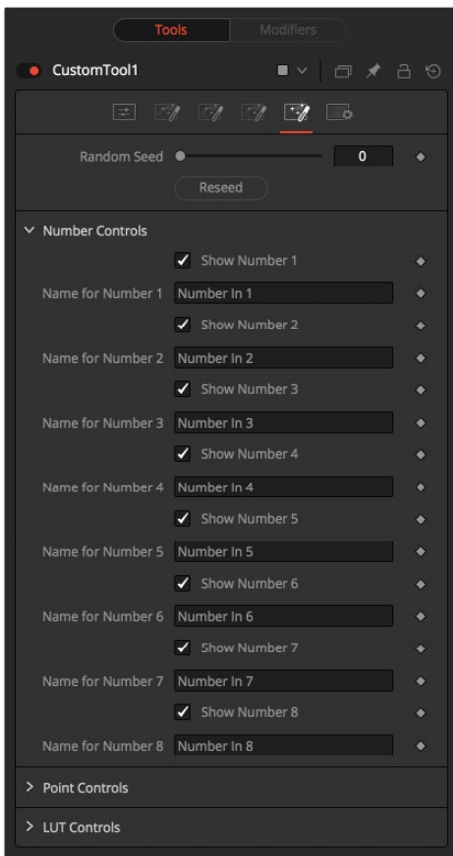 Tools Modifiers
CustomTool1
Random Seed 0
Reseed
Number Controls
Show Number 1
Name for Number 1 Number In 1
Show Number 2
Name for Number 2 Number In 2
Show Number 3
Name for Number 3 Number In 3
Show Number 4
Name for Number 4 Number In 4
Show Number 5
Name for Number 5 Number In 5
Show Number 6
Name for Number 6 Number In 6
Show Number 7
Name for Number 7 Number In 7
Show Number 8
Name for Number 8 Number In 8
Point Controls
LUT Controls